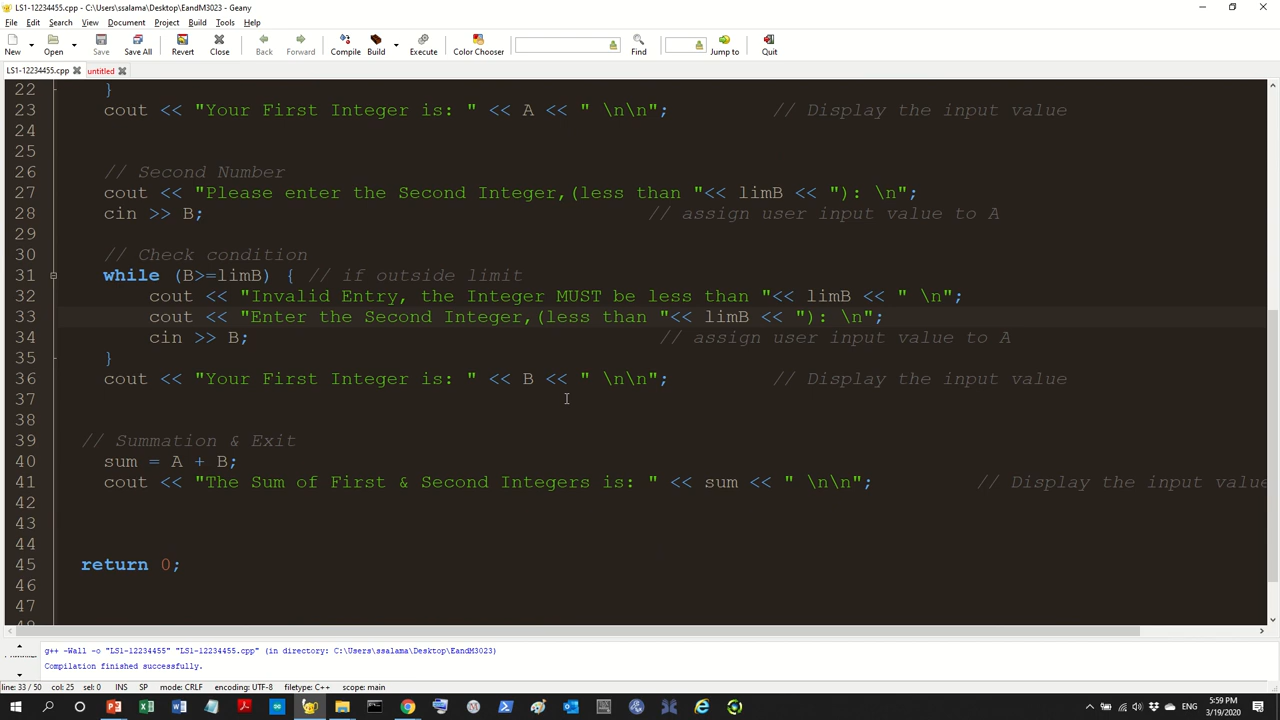 LS1-12234455.cpp - C:\Users\ssalama\Desktop\EandM3023 - Geany
File Edit Search View Document Project Build Tools Help
New Open Save Save All Revert Close Back Forward Compile Build Execute Color Chooser Find Jump to Quit
LS1-12234455.cpp untitled
22 }
23 cout << "Your First Integer is: " << A << " \n\n"; // Display the input value
24
25
26 // Second Number
27 cout << "Please enter the Second Integer,(less than "<< limB << "): \n";
28 cin >> B; // assign user input value to A
29
30 // Check condition
31 while (B>=limB) { // if outside limit
32 cout << "Invalid Entry, the Integer MUST be less than "<< limB << " \n";
33 cout << "Enter the Second Integer,(less than "<< limB << "): \n";
34 cin >> B; // assign user input value to A
35 }
36 cout << "Your First Integer is: " << B << " \n\n"; // Display the input value
37
38
39 // Summation & Exit
40 sum = A + B;
41 cout << "The Sum of First & Second Integers is: " << sum << " \n\n"; // Display the input value
42
43
44
45 return 0;
46
47
g++ -Wall -o "LS1-12234455" "LS1-12234455.cpp" (in directory: C:\Users\ssalama\Desktop\EandM3023)
Compilation finished successfully.
line: 33 / 50 col: 25 sel: 0 INS SP mode: CRLF encoding: UTF-8 filetype: C++ scope: main
5:59 PM
3/19/2020